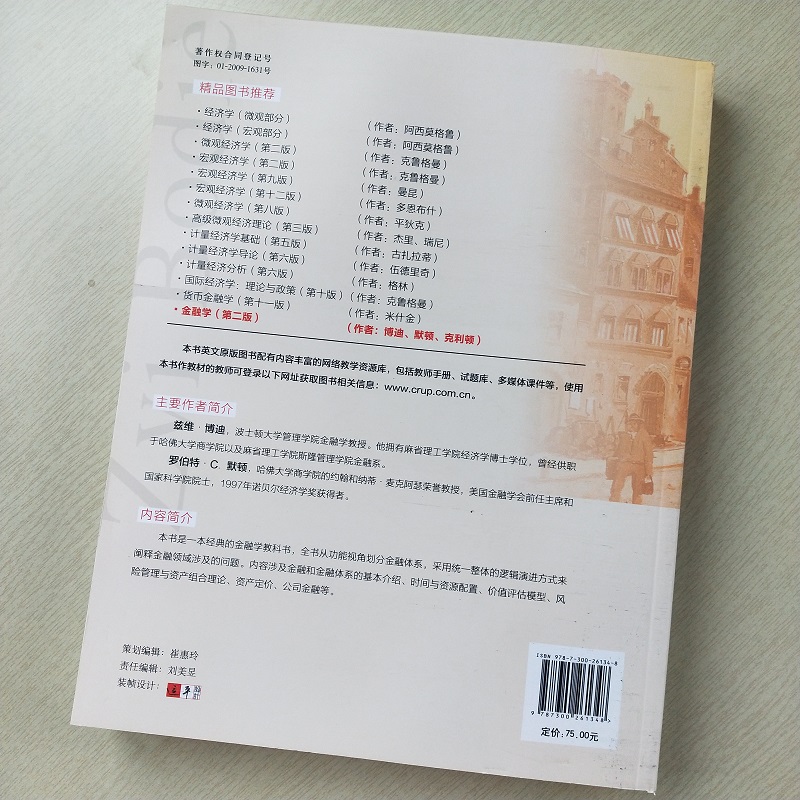 Zvi Bodie
著作权合同登记号
图字：01-2009-1631号
精品图书推荐
·经济学（微观部分） （作者：阿西莫格鲁）
·经济学（宏观部分） （作者：阿西莫格鲁）
·微观经济学（第二版） （作者：克鲁格曼）
·宏观经济学（第二版） （作者：克鲁格曼）
·宏观经济学（第九版） （作者：曼昆）
·宏观经济学（第十二版） （作者：多恩布什）
·微观经济学（第八版） （作者：平狄克）
·高级微观经济理论（第三版） （作者：杰里、瑞尼）
·计量经济学基础（第五版） （作者：古扎拉蒂）
·计量经济学导论（第六版） （作者：伍德里奇）
·计量经济分析（第六版） （作者：格林）
·国际经济学：理论与政策（第十版） （作者：克鲁格曼）
·货币金融学（第十一版） （作者：米什金）
·金融学（第二版） （作者：博迪、默顿、克利顿）
本书英文原版图书配有内容丰富的网络教学资源库，包括教师手册、试题库、多媒体课件等，使用
本书作教材的教师可登录以下网址获取图书相关信息：www.crup.com.cn。
主要作者简介
兹维·博迪，波士顿大学管理学院金融学教授。他拥有麻省理工学院经济学博士学位，曾经供职
于哈佛大学商学院以及麻省理工学院斯隆管理学院金融系。
罗伯特·C.默顿，哈佛大学商学院的约翰和纳蒂·麦克阿瑟荣誉教授，美国金融学会前任主席和
国家科学院院士，1997年诺贝尔经济学奖获得者。
内容简介
本书是一本经典的金融学教科书，全书从功能视角划分金融体系，采用统一整体的逻辑演进方式来
阐释金融领域涉及的问题。内容涉及金融和金融体系的基本介绍、时间与资源配置、价值评估模型、风
险管理与资产组合理论、资产定价、公司金融等。
策划编辑：崔惠玲
责任编辑：刘美昱
装帧设计：
ISBN 978-7-300-26134-8
9 787300 261348 >
定价：75.00元